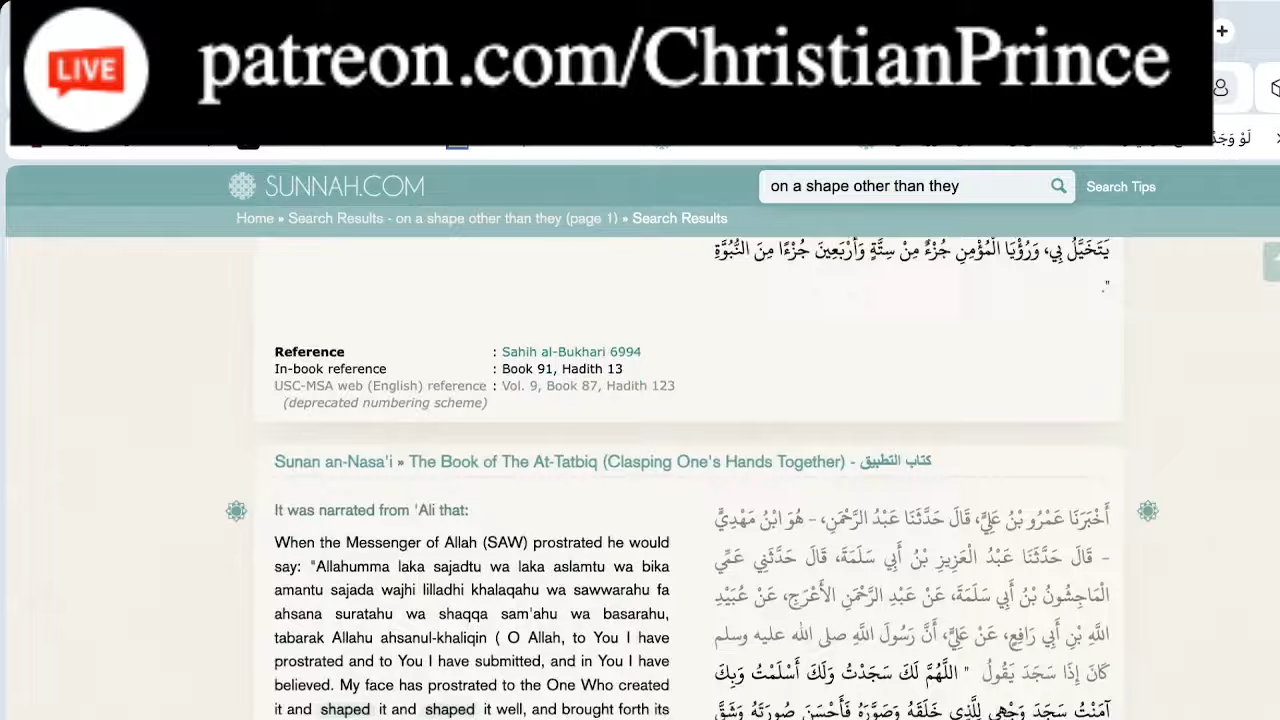 LIVE
patreon.com/ChristianPrince
SUNNAH.COM
on a shape other than they
Search Tips
Home » Search Results - on a shape other than they (page 1) » Search Results
يَتَخَيَّلُ بِي، وَرُؤْيَا الْمُؤْمِنِ جُزْءٌ مِنْ سِتَّةٍ وَأَرْبَعِينَ جُزْءًا مِنَ النُّبُوَّةِ
".
Reference : Sahih al-Bukhari 6994
In-book reference : Book 91, Hadith 13
USC-MSA web (English) reference : Vol. 9, Book 87, Hadith 123
(deprecated numbering scheme)
Sunan an-Nasa'i » The Book of The At-Tatbiq (Clasping One's Hands Together) - كتاب التطبيق
It was narrated from 'Ali that:
When the Messenger of Allah (SAW) prostrated he would
say: "Allahumma laka sajadtu wa laka aslamtu wa bika
amantu sajada wajhi lilladhi khalaqahu wa sawwarahu fa
ahsana suratahu wa shaqqa sam'ahu wa basarahu,
tabarak Allahu ahsanul-khaliqin ( O Allah, to You I have
prostrated and to You I have submitted, and in You I have
believed. My face has prostrated to the One Who created
it and shaped it and shaped it well, and brought forth its
أَخْبَرَنَا عَمْرُو بْنُ عَلِيٍّ، قَالَ حَدَّثَنَا عَبْدُ الرَّحْمَنِ، - هُوَ ابْنُ مَهْدِيٍّ
- قَالَ حَدَّثَنَا عَبْدُ الْعَزِيزِ بْنُ أَبِي سَلَمَةَ، قَالَ حَدَّثَنِي عَمِّي
الْمَاجِشُونُ بْنُ أَبِي سَلَمَةَ، عَنْ عَبْدِ الرَّحْمَنِ الأَعْرَجِ، عَنْ عُبَيْدِ
اللَّهِ بْنِ أَبِي رَافِعٍ، عَنْ عَلِيٍّ، أَنَّ رَسُولَ اللَّهِ صلى الله عليه وسلم
كَانَ إِذَا سَجَدَ يَقُولُ " اللَّهُمَّ لَكَ سَجَدْتُ وَلَكَ أَسْلَمْتُ وَبِكَ
آمَنْتُ سَجَدَ وَجْهِي لِلَّذِي خَلَقَهُ وَصَوَّرَهُ فَأَحْسَنَ صُورَتَهُ وَشَقَّ